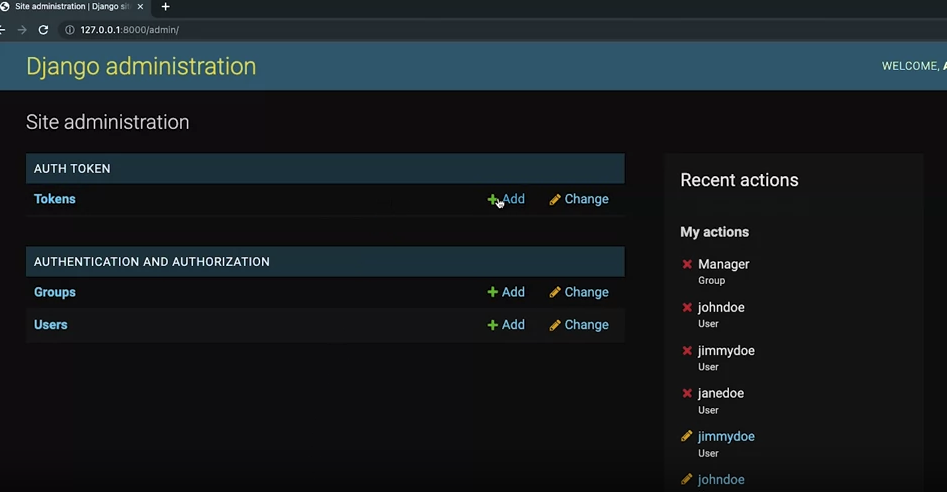 Site administration | Django si
127.0.0.1:8000/admin/
Django administration
WELCOME,
Site administration
AUTH TOKEN
Tokens
Add
Change
AUTHENTICATION AND AUTHORIZATION
Groups
Add
Change
Users
Add
Change
Recent actions
My actions
Manager
Group
johndoe
User
jimmydoe
User
janedoe
User
jimmydoe
User
johndoe